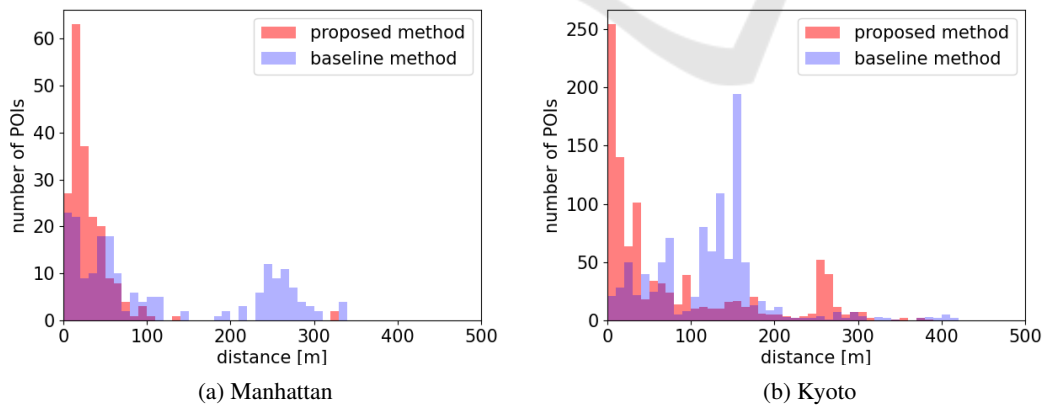 60
50
40
30
20
10
0
number of POIs
proposed method
baseline method
0 100 200 300 400 500
distance [m]
(a) Manhattan
250
200
150
100
50
0
number of POIs
proposed method
baseline method
0 100 200 300 400 500
distance [m]
(b) Kyoto